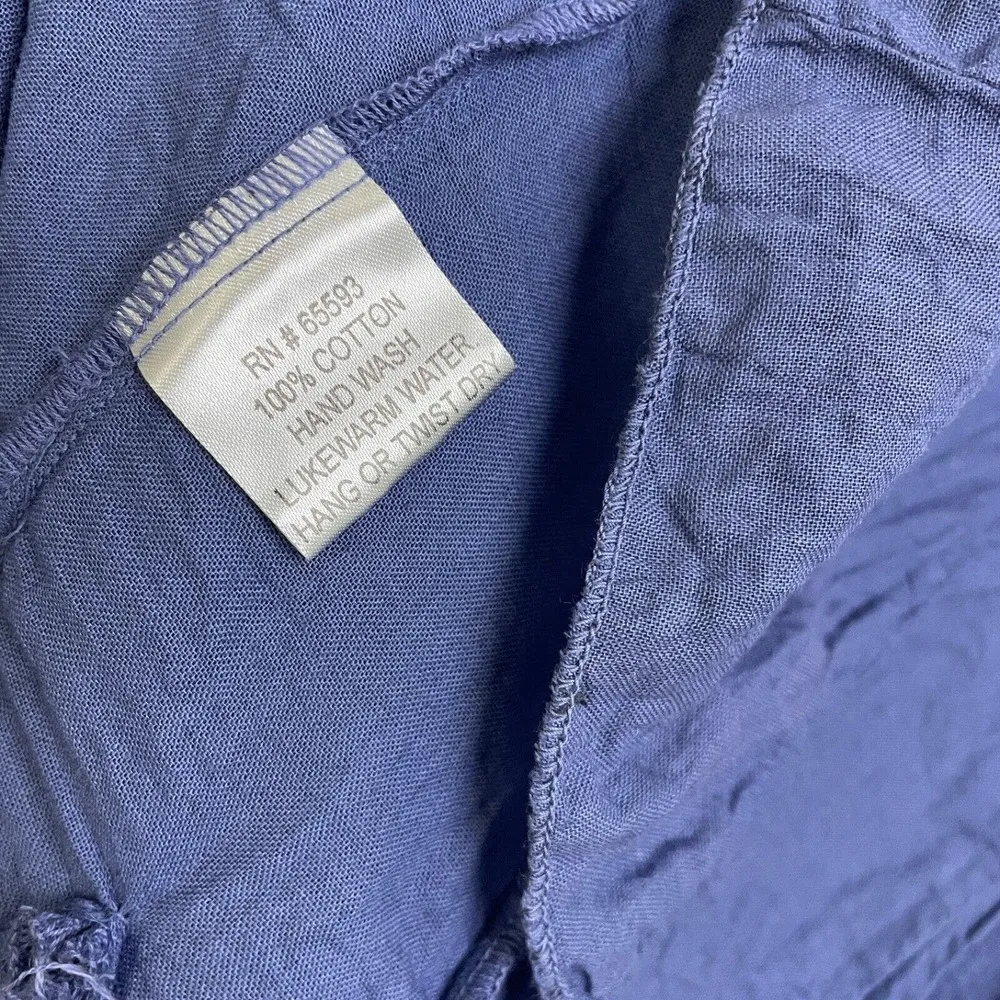 RN # 65593
100% COTTON
HAND WASH
LUKEWARM WATER
HANG OR TWIST DRY